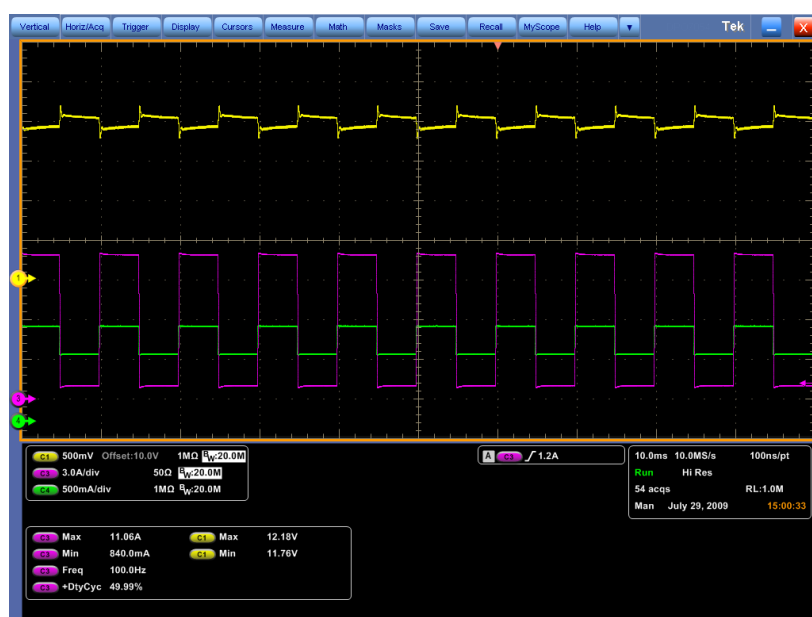 Vertical Horiz/Acq Trigger Display Cursors Measure Math Masks Save Recall MyScope Help Tek X
1
3
4
C1 500mV Offset:10.0V 1MΩ BW:20.0M
C3 3.0A/div 50Ω BW:20.0M
C4 500mA/div 1MΩ BW:20.0M
A C3 1.2A
10.0ms 10.0MS/s 100ns/pt
Run Hi Res
54 acqs RL:1.0M
Man July 29, 2009 15:00:33
C3 Max 11.06A C1 Max 12.18V
C3 Min 840.0mA C1 Min 11.76V
C3 Freq 100.0Hz
C3 +DtyCyc 49.99%